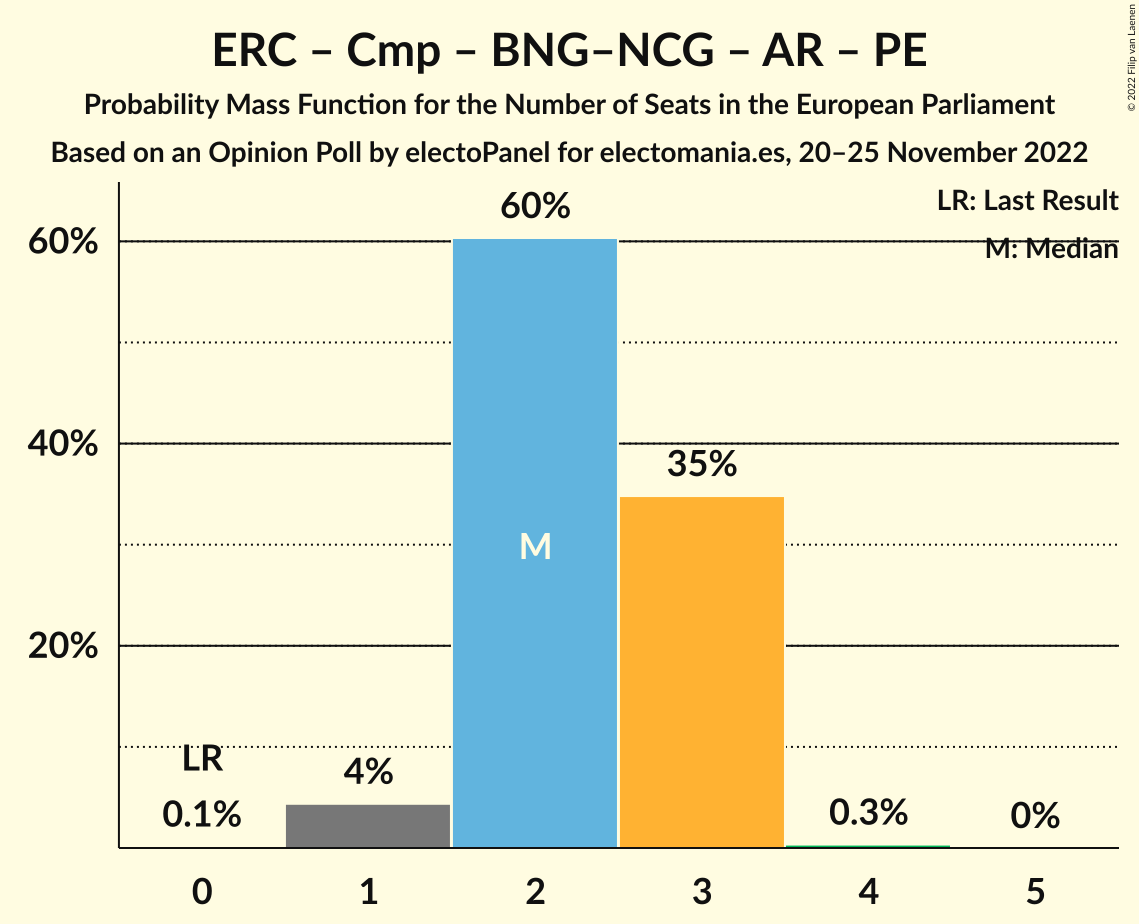 ERC – Cmp – BNG–NCG – AR – PE
Probability Mass Function for the Number of Seats in the European Parliament
Based on an Opinion Poll by electoPanel for electomania.es, 20–25 November 2022
© 2022 Filip van Laenen
LR: Last Result
M: Median
60%
40%
20%
60%
35%
M
LR
0.1%
4%
0.3%
0%
0 1 2 3 4 5